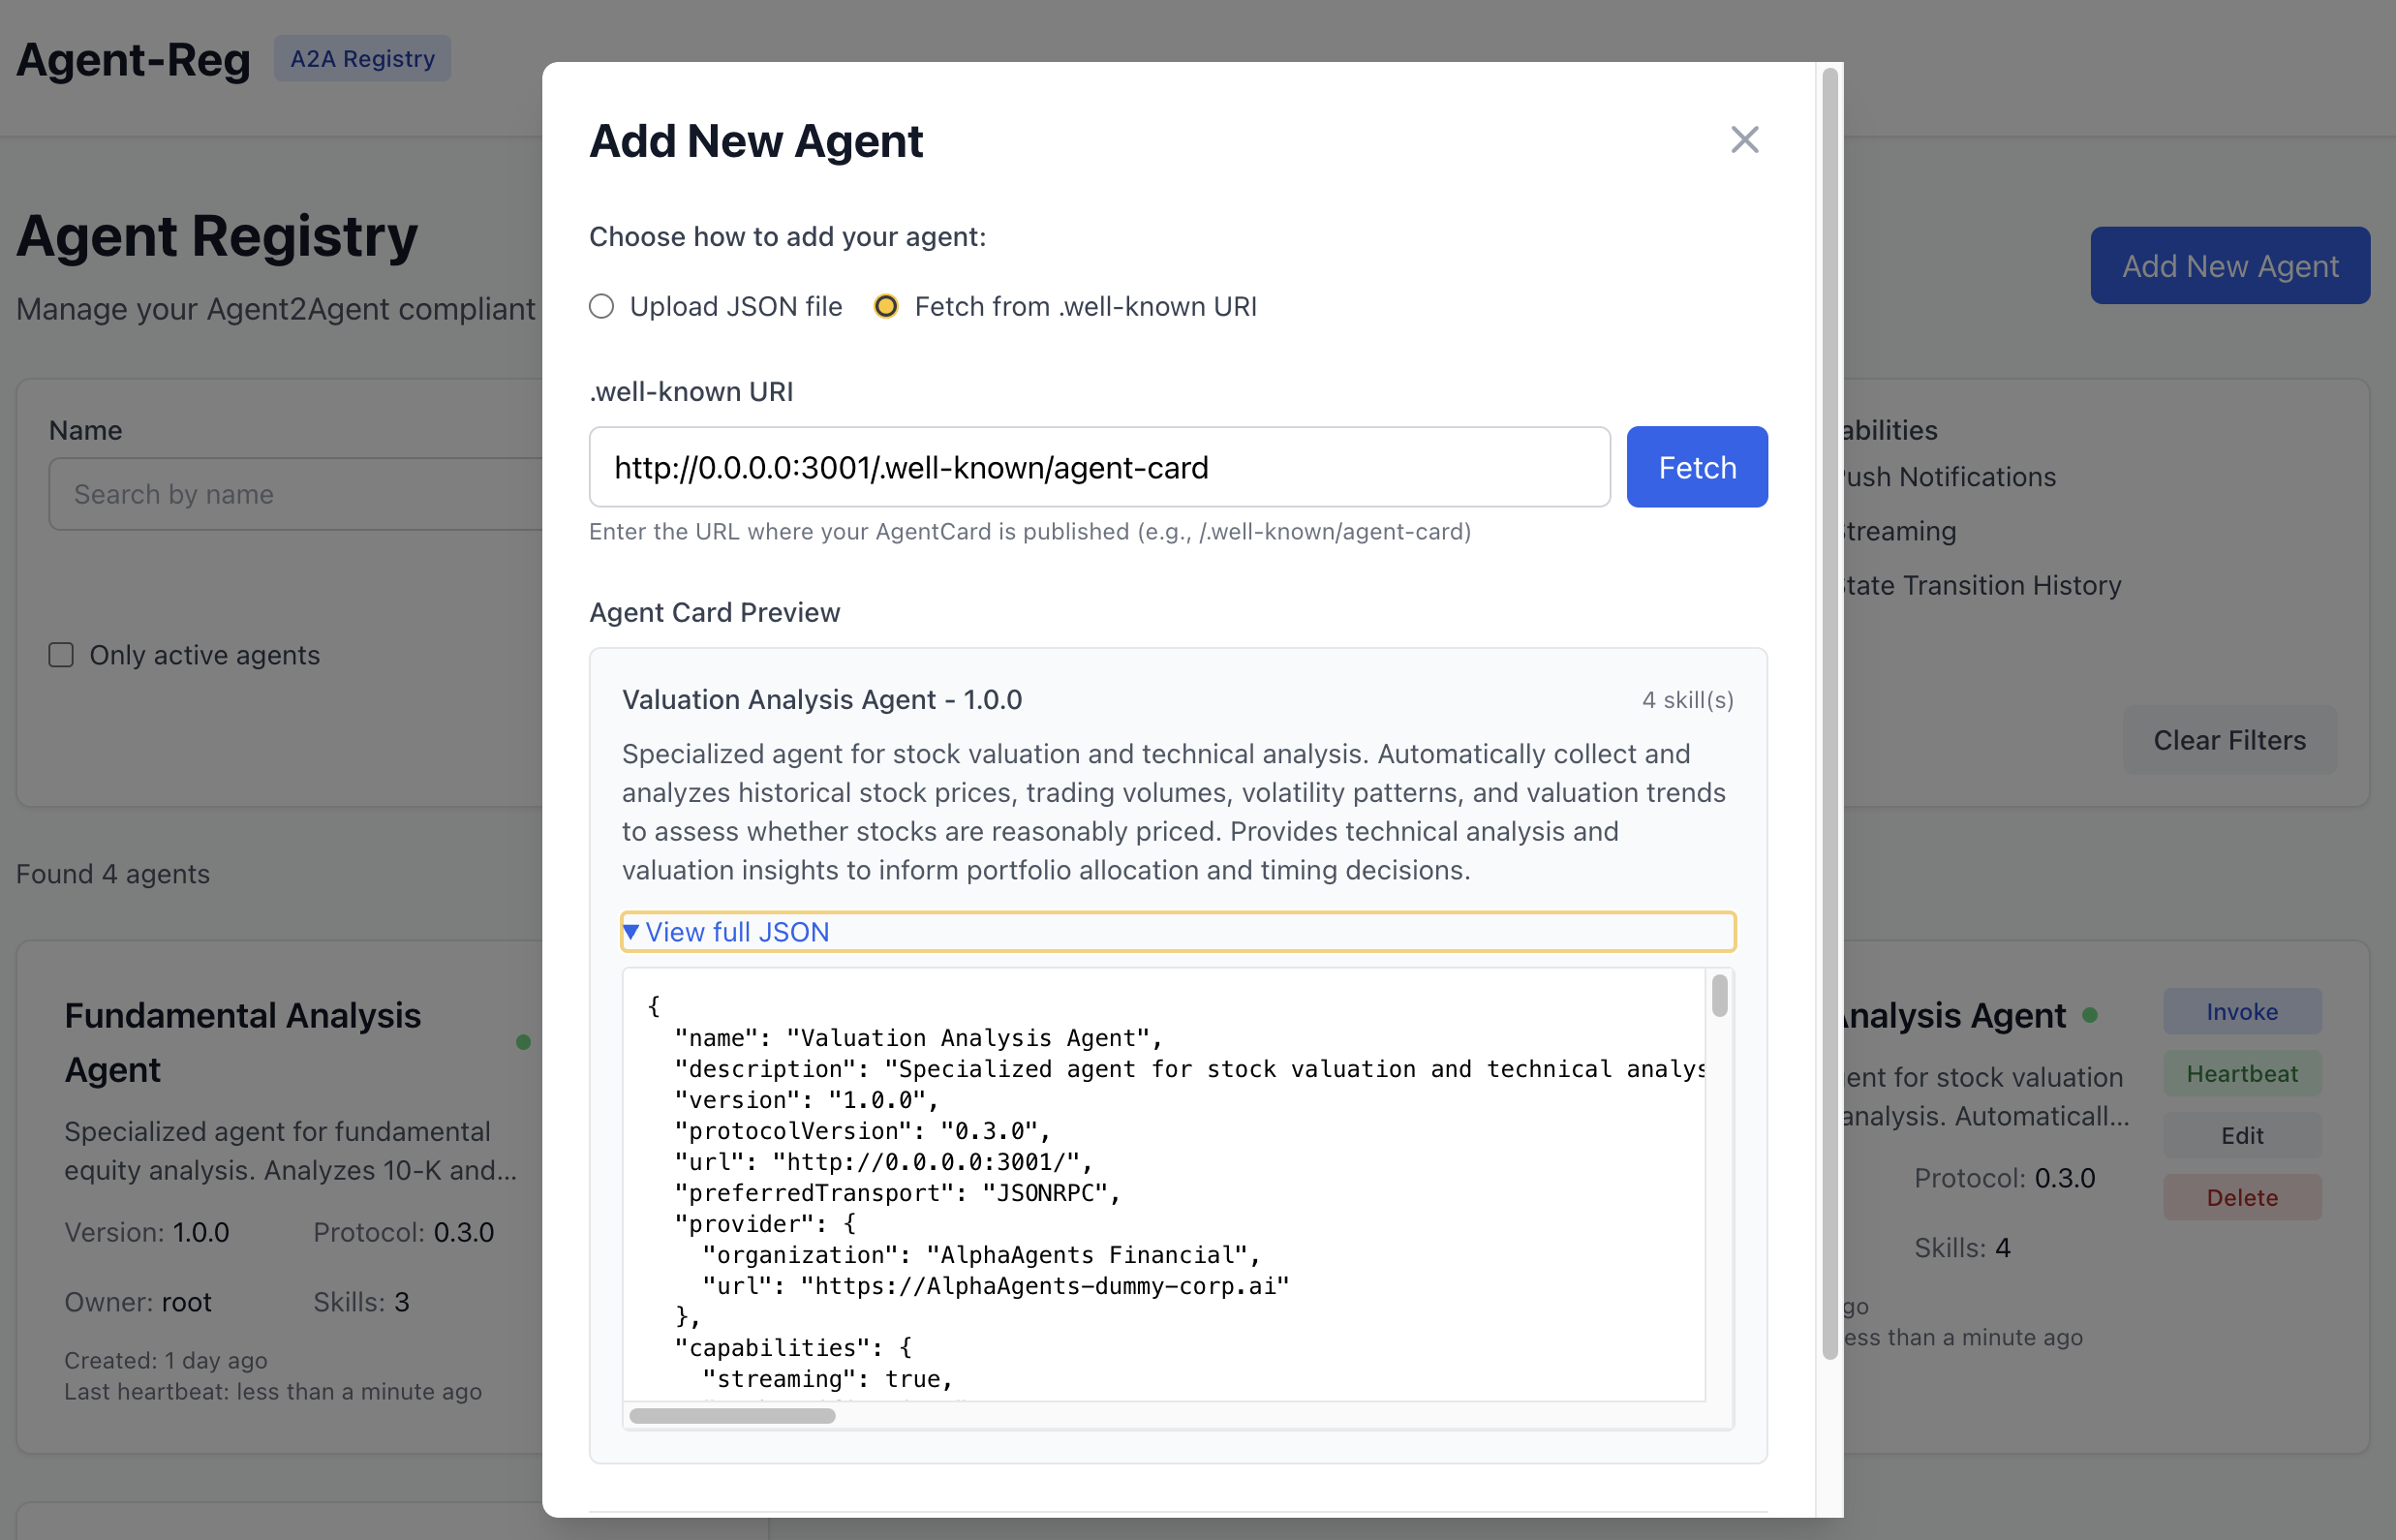 Agent-Reg
A2A Registry
Agent Registry
Manage your Agent2Agent compliant
Add New Agent
Name
Search by name
Only active agents
Push Notifications
Streaming
State Transition History
Clear Filters
Found 4 agents
Fundamental Analysis
Agent
Specialized agent for fundamental
equity analysis. Analyzes 10-K and...
Version: 1.0.0
Protocol: 0.3.0
Owner: root
Skills: 3
Created: 1 day ago
Last heartbeat: less than a minute ago
Analysis Agent
for stock valuation
analysis. Automaticall...
Protocol: 0.3.0
Skills: 4
less than a minute ago
Invoke
Heartbeat
Edit
Delete
Add New Agent
Choose how to add your agent:
Upload JSON file
Fetch from .well-known URI
.well-known URI
http://0.0.0.0:3001/.well-known/agent-card
Fetch
Enter the URL where your AgentCard is published (e.g., /.well-known/agent-card)
Agent Card Preview
Valuation Analysis Agent - 1.0.0
4 skill(s)
Specialized agent for stock valuation and technical analysis. Automatically collect and
analyzes historical stock prices, trading volumes, volatility patterns, and valuation trends
to assess whether stocks are reasonably priced. Provides technical analysis and
valuation insights to inform portfolio allocation and timing decisions.
▼ View full JSON
{
"name": "Valuation Analysis Agent",
"description": "Specialized agent for stock valuation and technical analys
"version": "1.0.0",
"protocolVersion": "0.3.0",
"url": "http://0.0.0.0:3001/",
"preferredTransport": "JSONRPC",
"provider": {
"organization": "AlphaAgents Financial",
"url": "https://AlphaAgents-dummy-corp.ai"
},
"capabilities": {
"streaming": true,